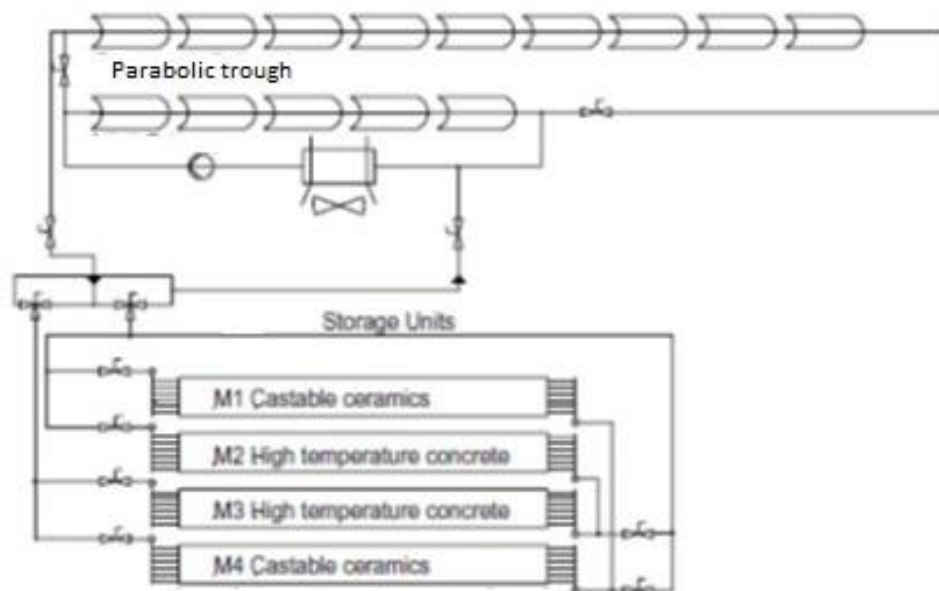 Parabolic trough
Storage Units
M1 Castable ceramics
M2 High temperature concrete
M3 High temperature concrete
M4 Castable ceramics